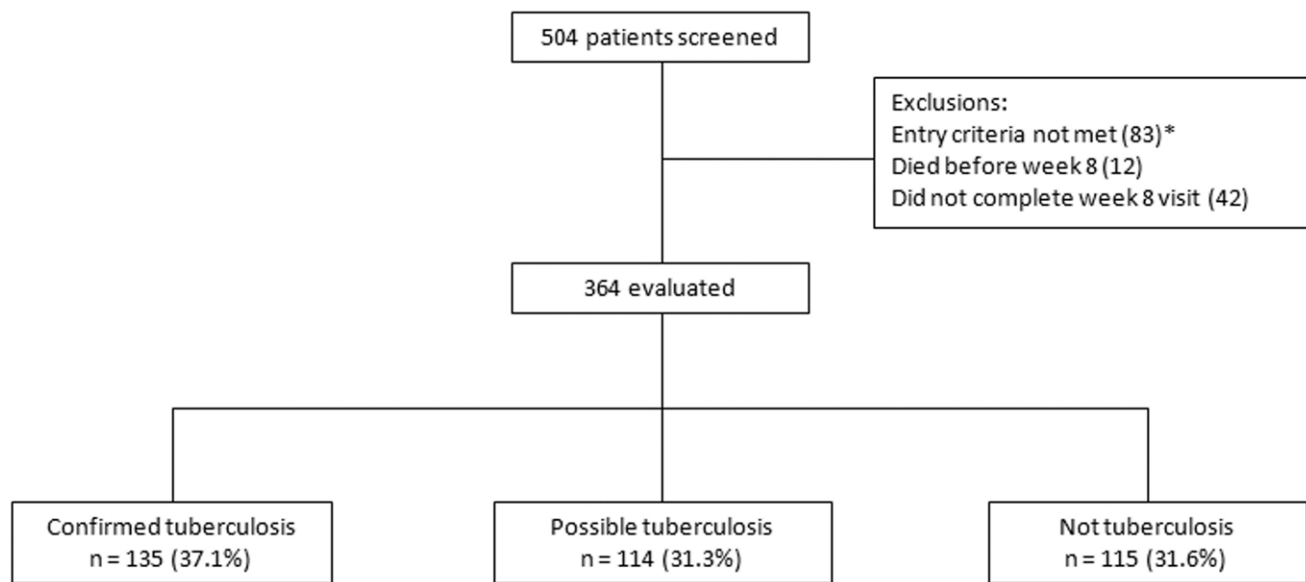 504 patients screened
Exclusions:
Entry criteria not met (83)*
Died before week 8 (12)
Did not complete week 8 visit (42)
364 evaluated
Confirmed tuberculosis
n = 135 (37.1%)
Possible tuberculosis
n = 114 (31.3%)
Not tuberculosis
n = 115 (31.6%)